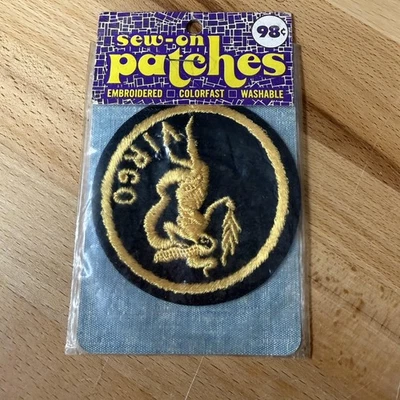 sew-on
98¢
patches
EMBROIDERED □ COLORFAST □ WASHABLE
VIRGO